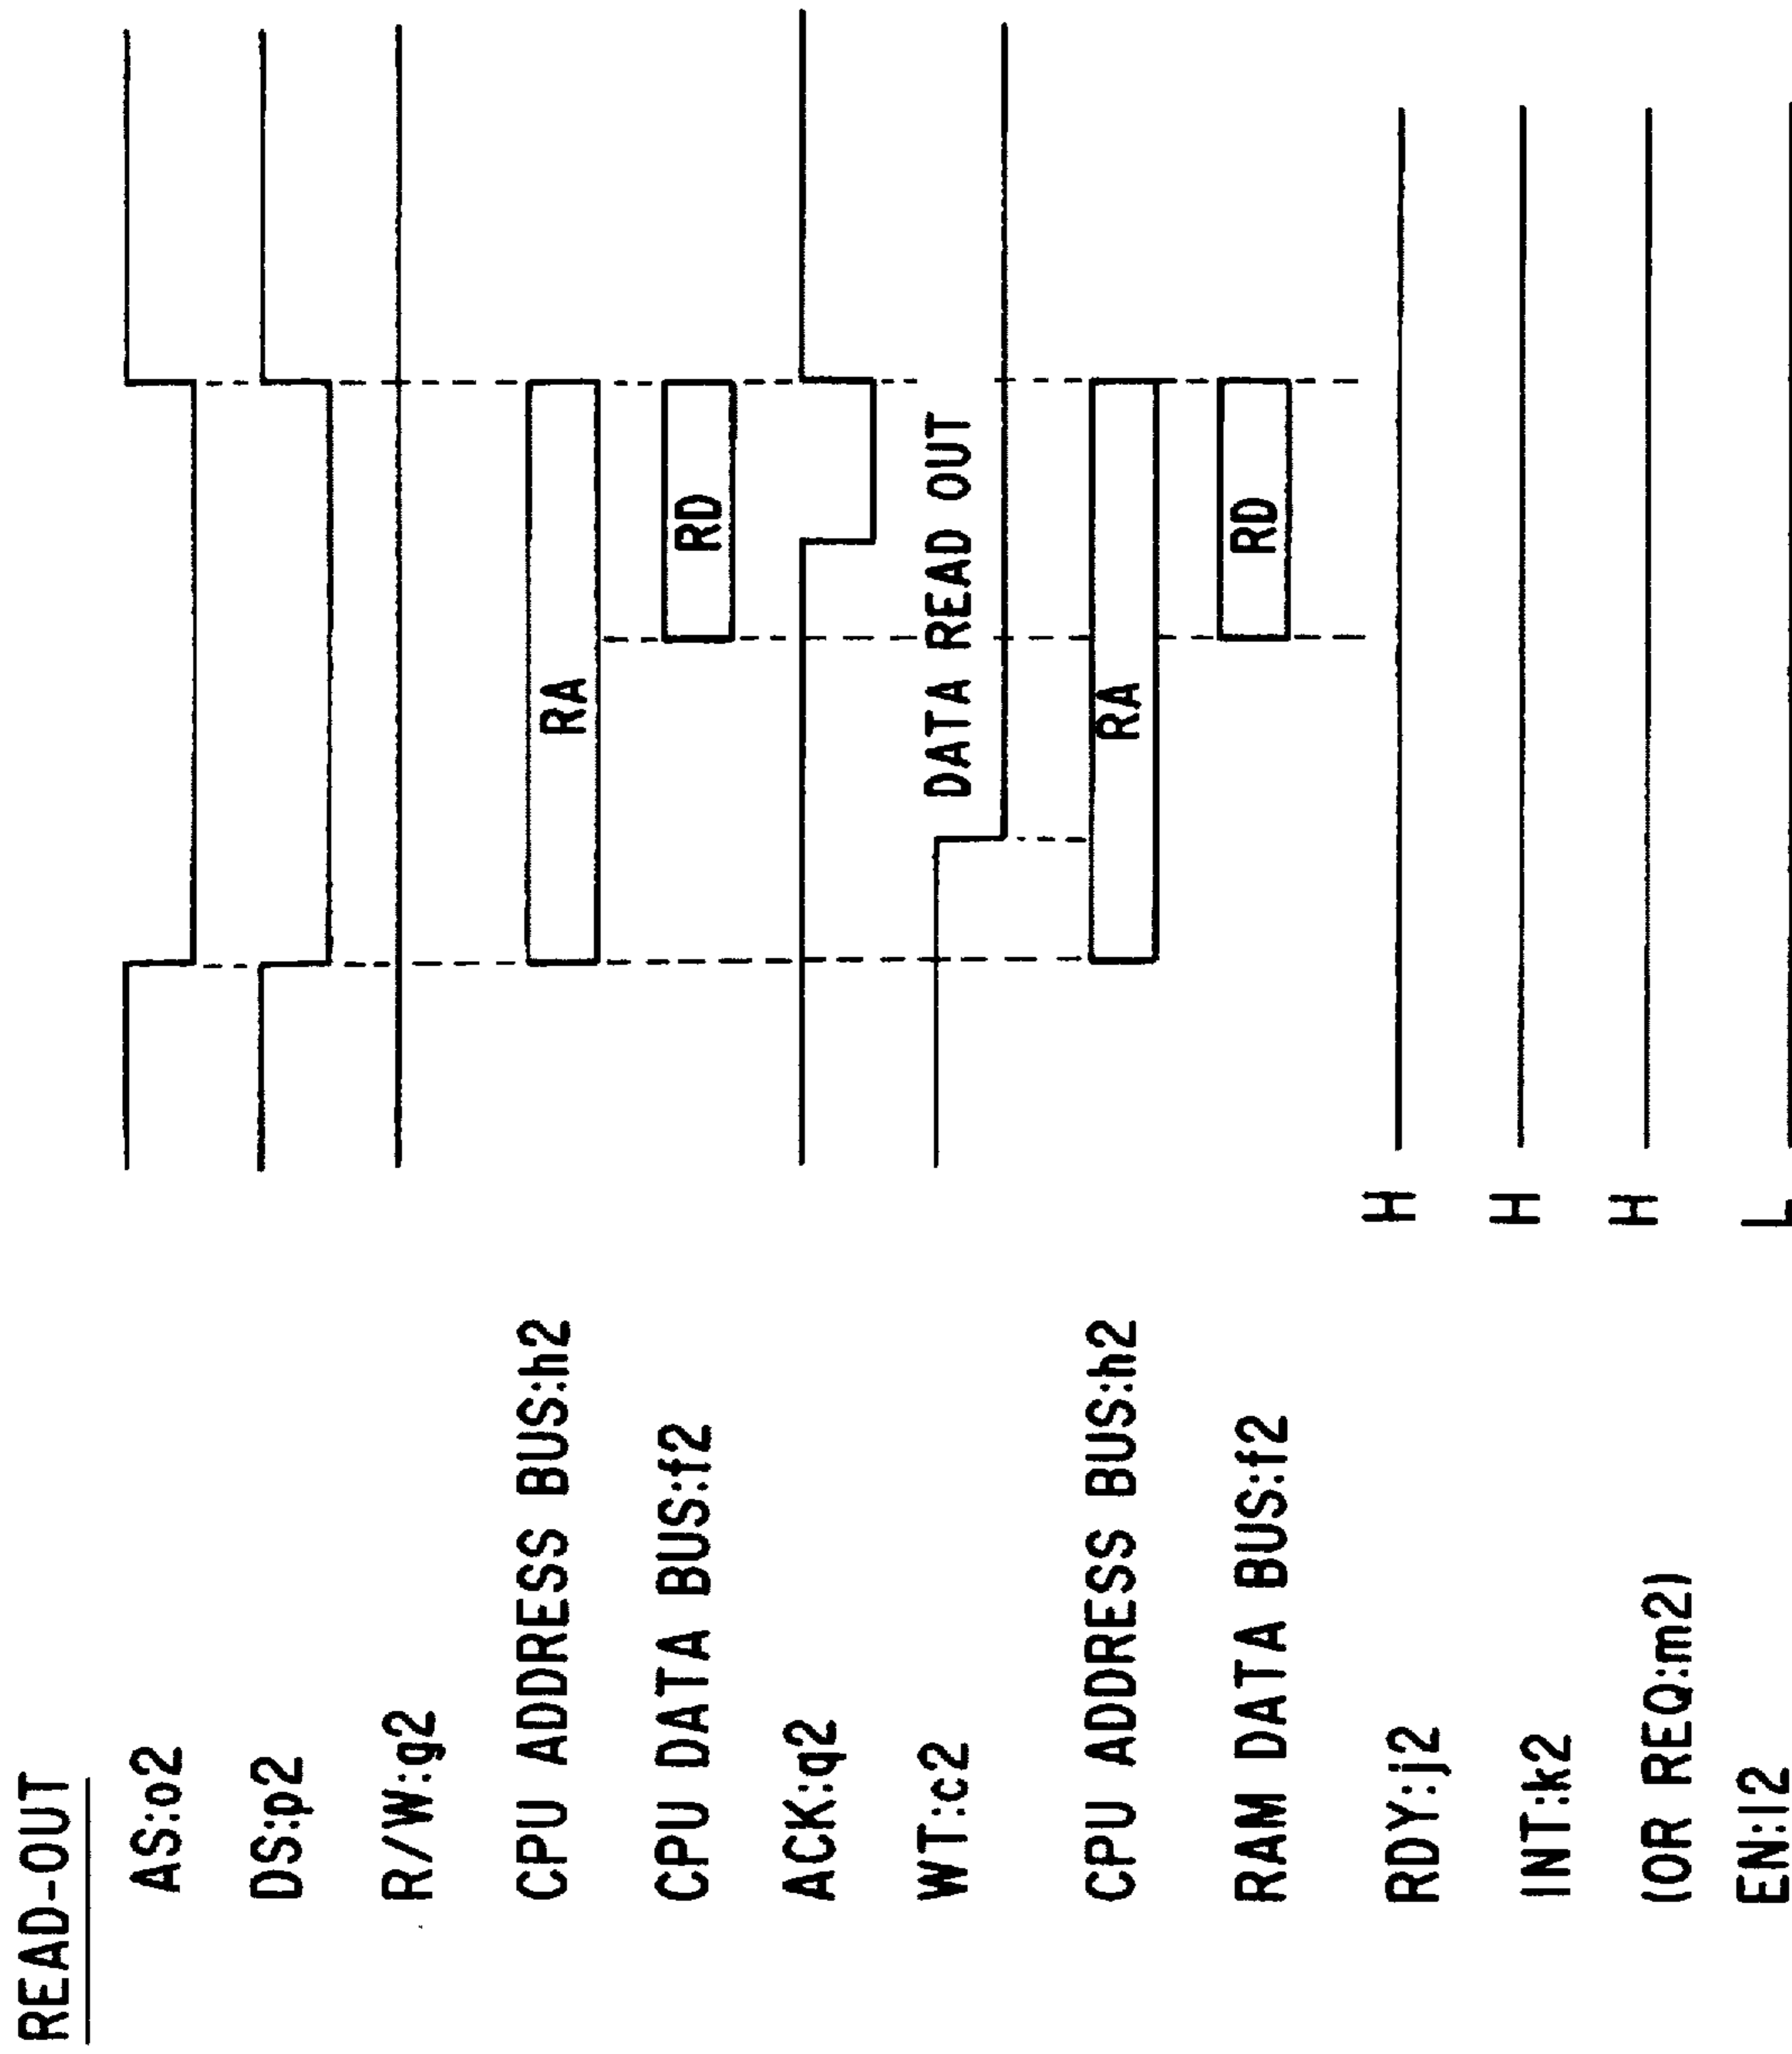 READ-OUT
AS:o2
DS:p2
R/W:g2
CPU ADDRESS BUS:h2
RA
CPU DATA BUS:f2
RD
ACK:q2
WT:c2
DATA READ OUT
CPU ADDRESS BUS:h2
RA
RAM DATA BUS:f2
RD
RDY:j2
H
INT:k2
H
(OR REQ:m2)
H
EN:l2
L